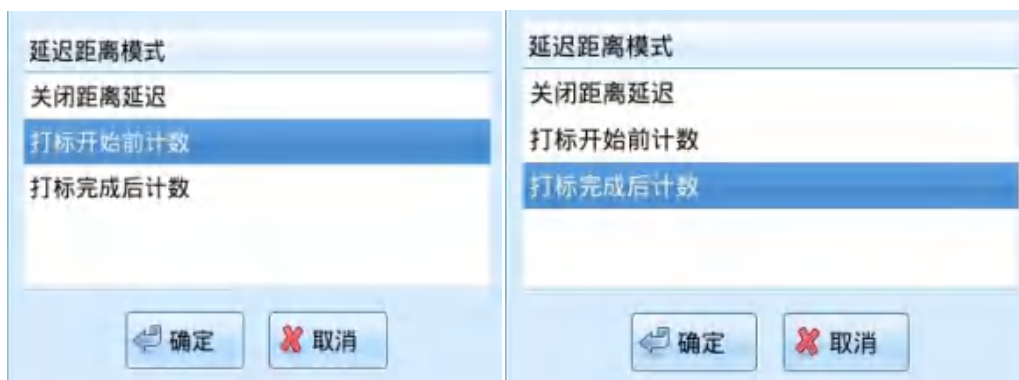 延迟距离模式
关闭距离延迟
打标开始前计数
打标完成后计数
确定
取消
延迟距离模式
关闭距离延迟
打标开始前计数
打标完成后计数
确定
取消